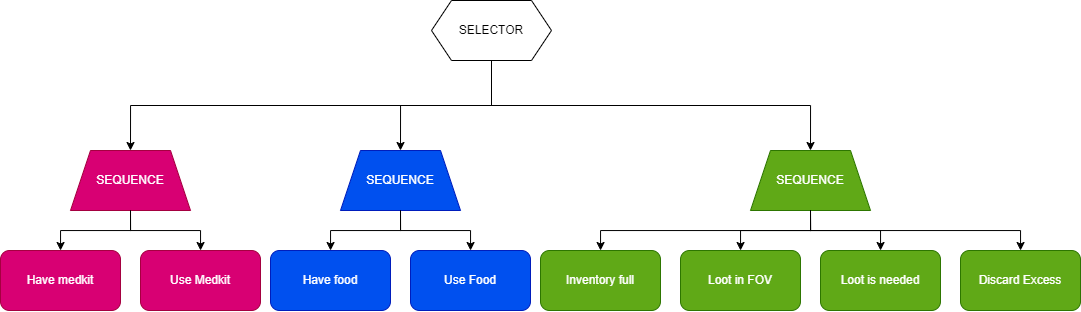 SELECTOR
SEQUENCE
SEQUENCE
SEQUENCE
Have medkit
Use Medkit
Have food
Use Food
Inventory full
Loot in FOV
Loot is needed
Discard Excess